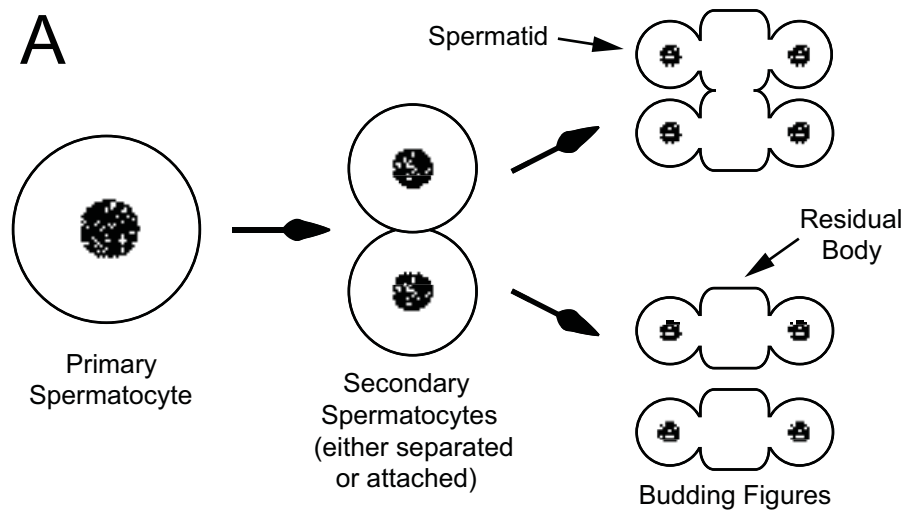 A
Spermatid
Residual
Body
Primary
Spermatocyte
Secondary
Spermatocytes
(either separated
or attached)
Budding Figures